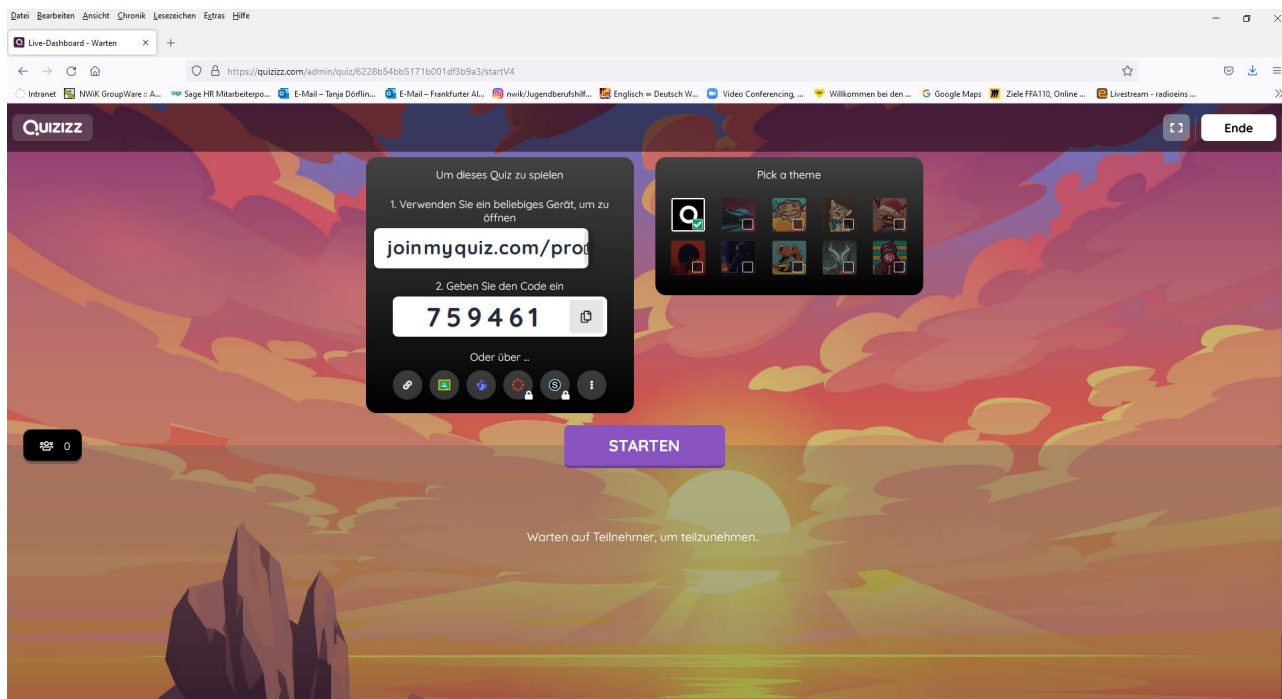 Datei Bearbeiten Ansicht Chronik Lesezeichen Extras Hilfe
Live-Dashboard - Warten
https://quizizz.com/admin/quiz/6228b54bb5171b001df3b9a3/startV4
Intranet NWiK GroupWare :: A... Sage HR Mitarbeiterpo... E-Mail – Tanja Dörflin... E-Mail – Frankfurter Al... nwik/Jugendberufshilf... Englisch ⇔ Deutsch W... Video Conferencing, ... Willkommen bei den ... Google Maps Ziele FFA110, Online ... Livestream - radioeins ...
Quizizz
Ende
Um dieses Quiz zu spielen
1. Verwenden Sie ein beliebiges Gerät, um zu
öffnen
joinmyquiz.com/pro
2. Geben Sie den Code ein
759461
Oder über ...
Pick a theme
0
STARTEN
Warten auf Teilnehmer, um teilzunehmen...